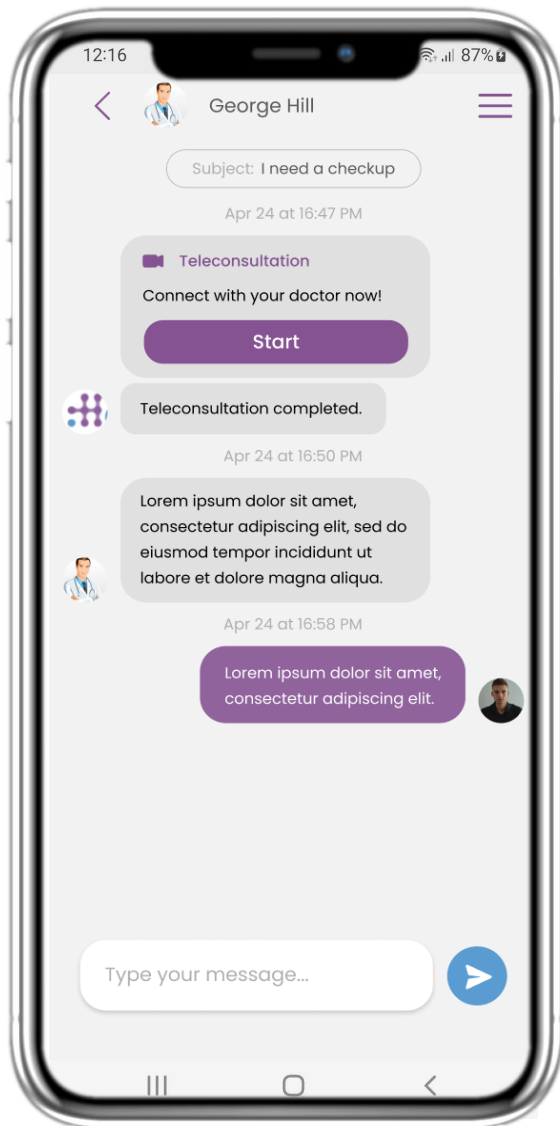 12:16
87%
George Hill
Subject: I need a checkup
Apr 24 at 16:47 PM
Teleconsultation
Connect with your doctor now!
Start
Teleconsultation completed.
Apr 24 at 16:50 PM
Lorem ipsum dolor sit amet,
consectetur adipiscing elit, sed do
eiusmod tempor incididunt ut
labore et dolore magna aliqua.
Apr 24 at 16:58 PM
Lorem ipsum dolor sit amet,
consectetur adipiscing elit.
Type your message...